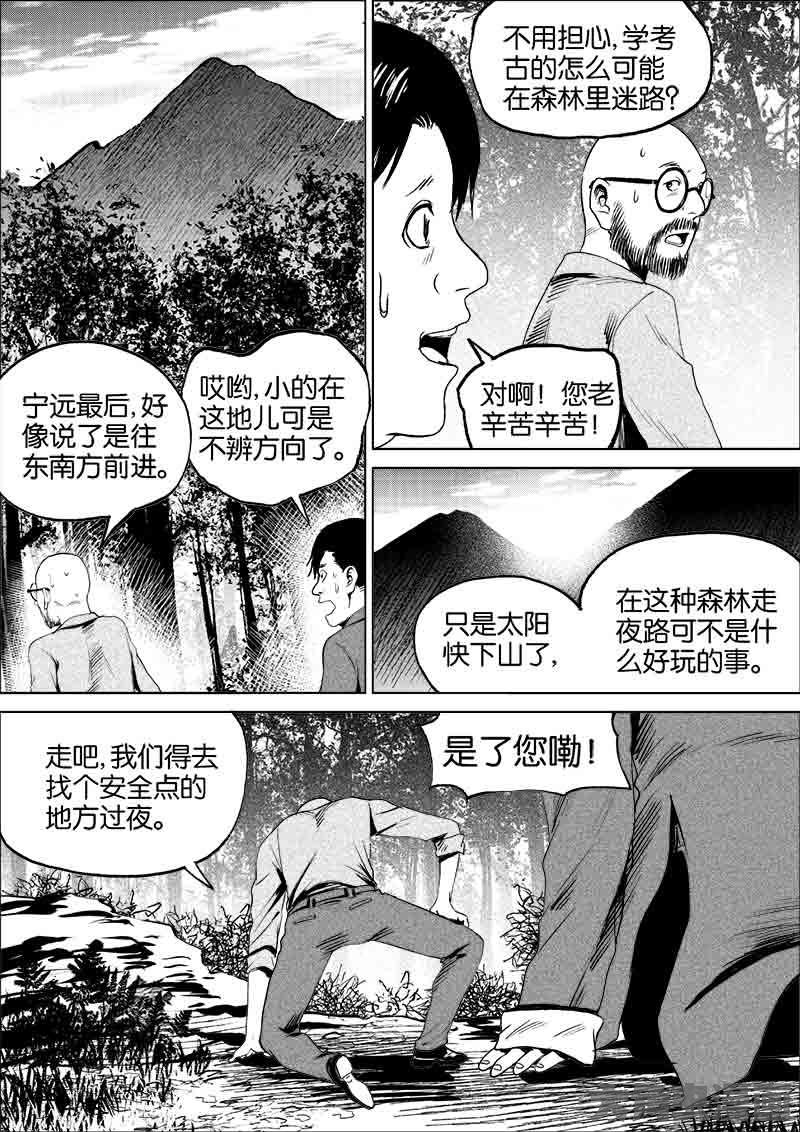 宁远最后，好
像说了是往
东南方前进。
哎哟，小的在
这地儿可是
不辨方向了。
不用担心，学考
古的怎么可能
在森林里迷路？
对啊！您老
辛苦辛苦！
只是太阳
快下山了，
在这种森林走
夜路可不是什
么好玩的事。
走吧，我们得去
找个安全点的
地方过夜。
是了您嘞！